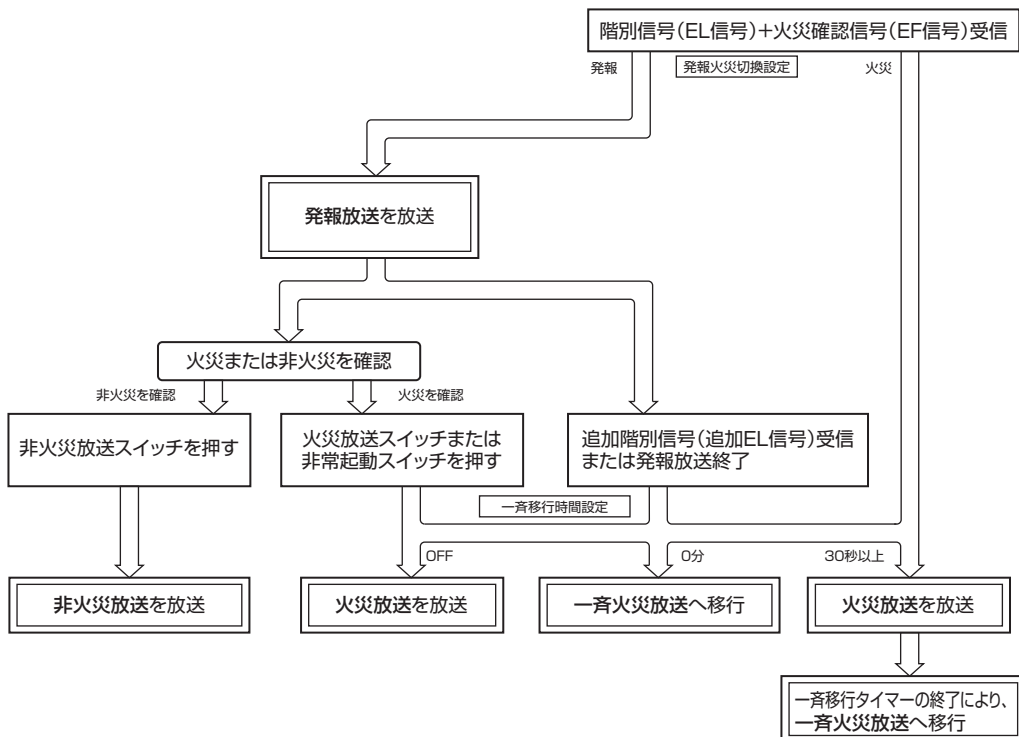 階別信号(EL信号)+火災確認信号(EF信号)受信
発報
発報火災切換設定
火災
発報放送を放送
火災または非火災を確認
非火災を確認
火災を確認
非火災放送スイッチを押す
火災放送スイッチまたは
非常起動スイッチを押す
追加階別信号(追加EL信号)受信
または発報放送終了
一斉移行時間設定
OFF
0分
30秒以上
非火災放送を放送
火災放送を放送
一斉火災放送へ移行
火災放送を放送
一斉移行タイマーの終了により、
一斉火災放送へ移行